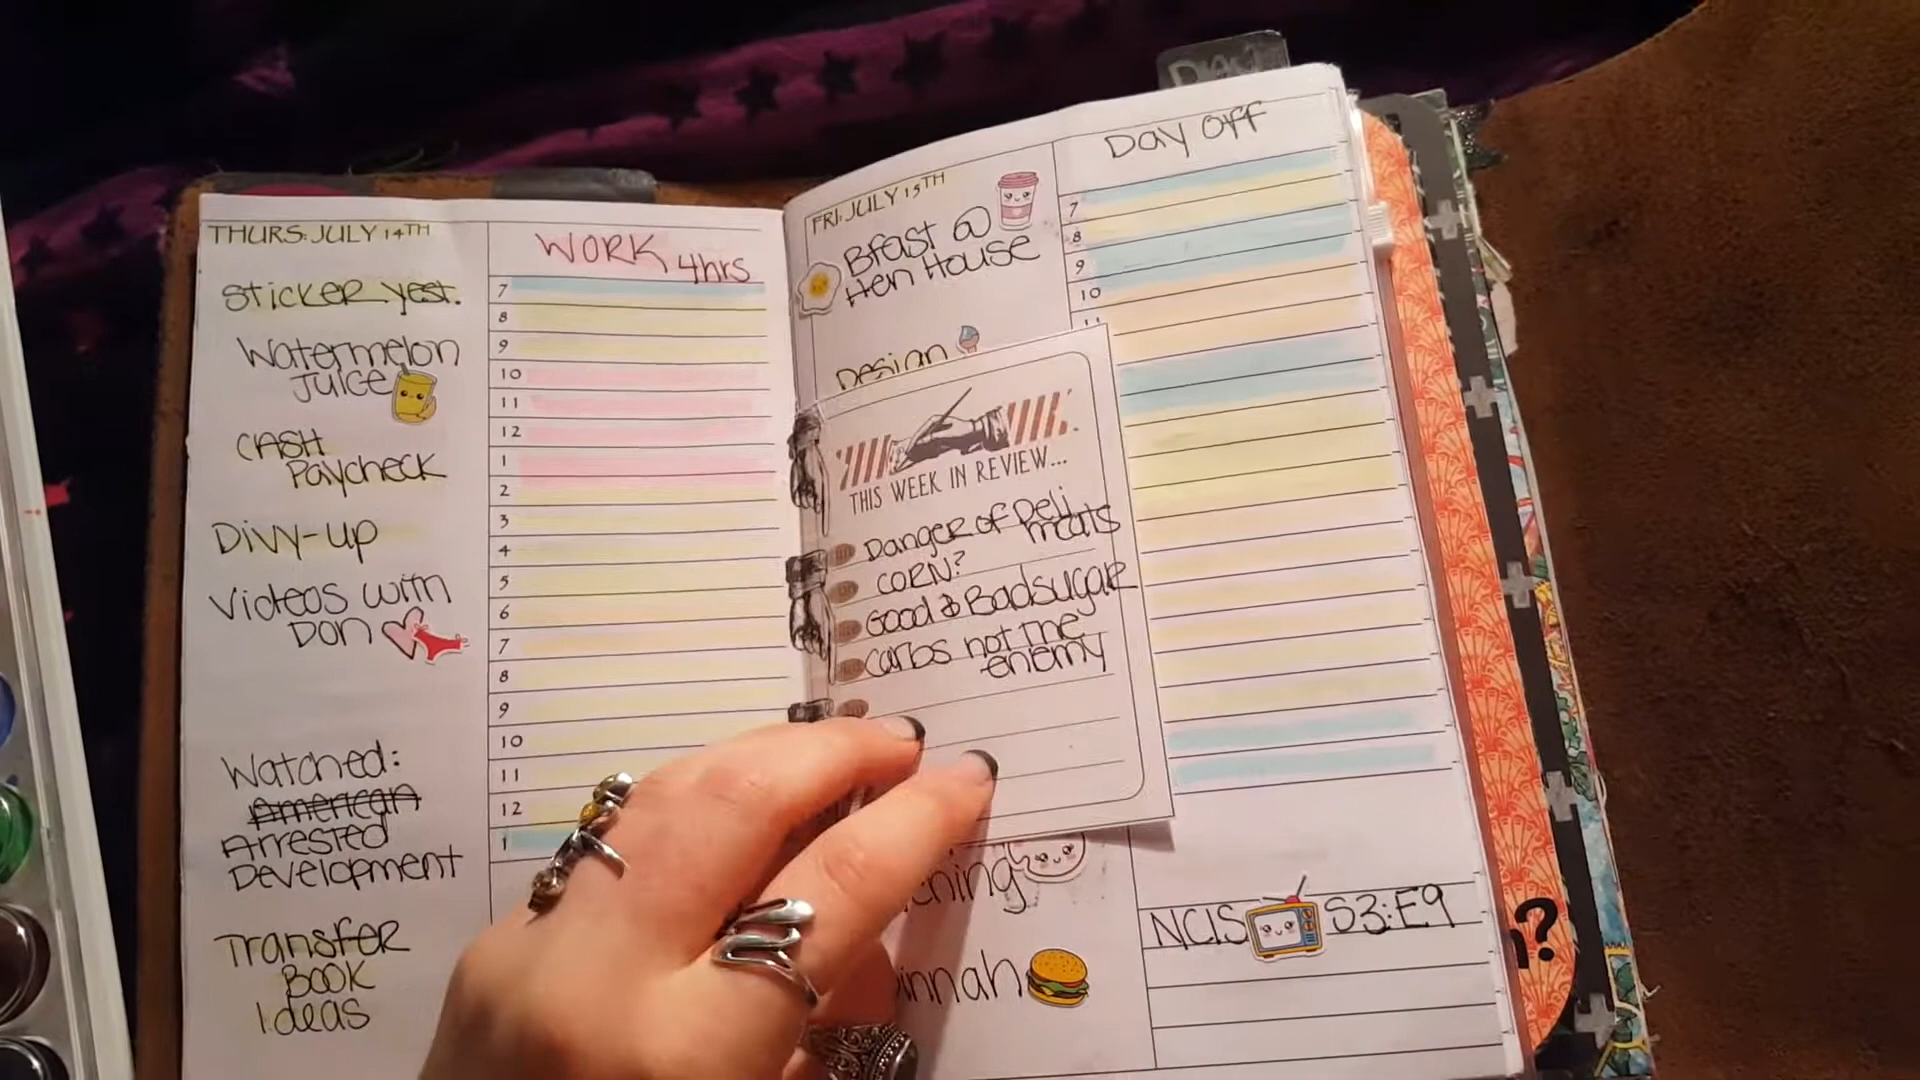 DIARY
THURS: JULY 14TH
WORK 4hrs
Sticker yest.
Watermelon
Juice
CASH
Paycheck
Divvy-up
Videos with
Don
Watched:
American
Arrested
Development
Transfer
Book
Ideas
7
8
9
10
11
12
1
2
3
4
5
6
7
8
9
10
11
12
1
FRI: JULY 15TH
Bfast @
Hen House
Design
Day Off
7
8
9
10
11
THIS WEEK IN REVIEW...
Danger of Deli
meats
CORN?
Good & Bad sugar
Carbs not the
enemy
NCIS S3:E9
?